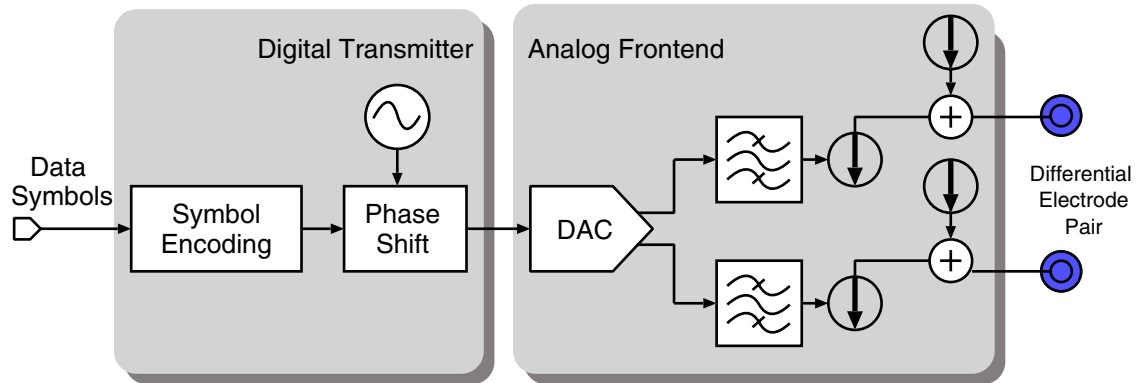 Digital Transmitter
Analog Frontend
Data
Symbols
Symbol
Encoding
Phase
Shift
DAC
Differential
Electrode
Pair